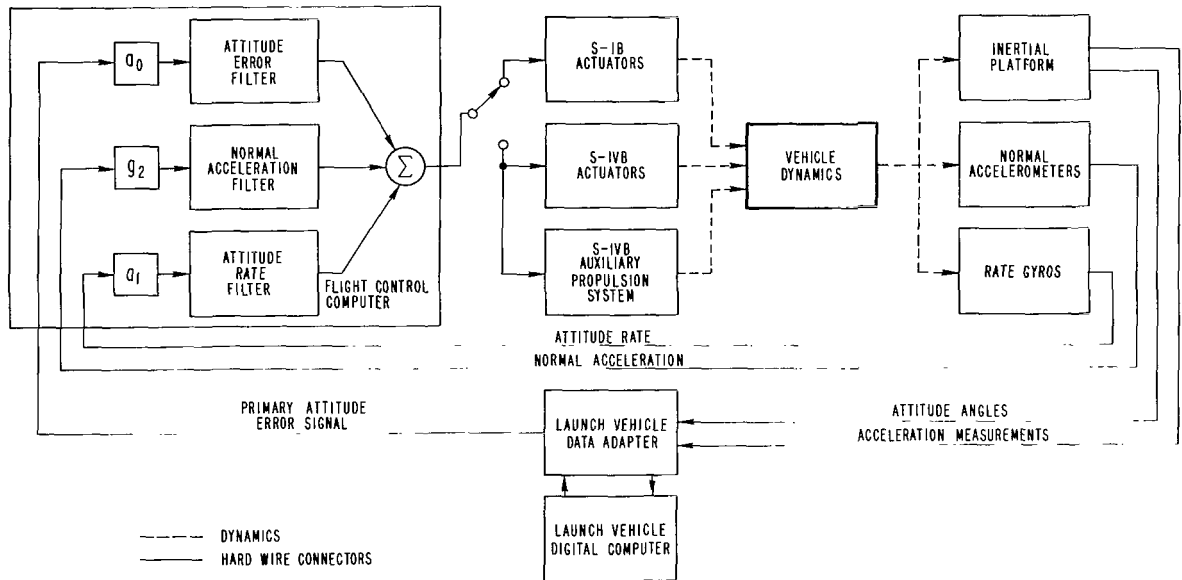 a0
ATTITUDE
ERROR
FILTER
g2
NORMAL
ACCELERATION
FILTER
a1
ATTITUDE
RATE
FILTER
Σ
FLIGHT CONTROL
COMPUTER
S-IB
ACTUATORS
S-IVB
ACTUATORS
S-IVB
AUXILIARY
PROPULSION
SYSTEM
VEHICLE
DYNAMICS
INERTIAL
PLATFORM
NORMAL
ACCELEROMETERS
RATE GYROS
ATTITUDE RATE
NORMAL ACCELERATION
PRIMARY ATTITUDE
ERROR SIGNAL
LAUNCH VEHICLE
DATA ADAPTER
ATTITUDE ANGLES
ACCELERATION MEASUREMENTS
LAUNCH VEHICLE
DIGITAL COMPUTER
DYNAMICS
HARD WIRE CONNECTORS